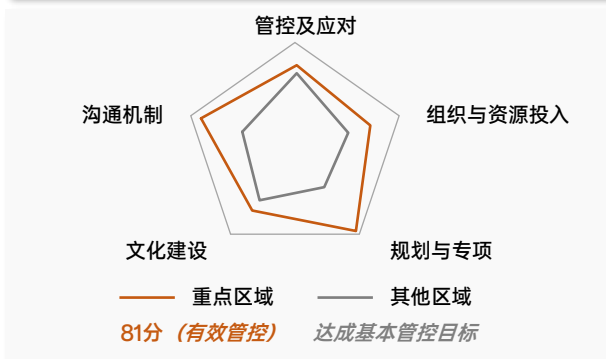 管控及应对
沟通机制
组织与资源投入
文化建设
规划与专项
重点区域
其他区域
81分（有效管控）
达成基本管控目标